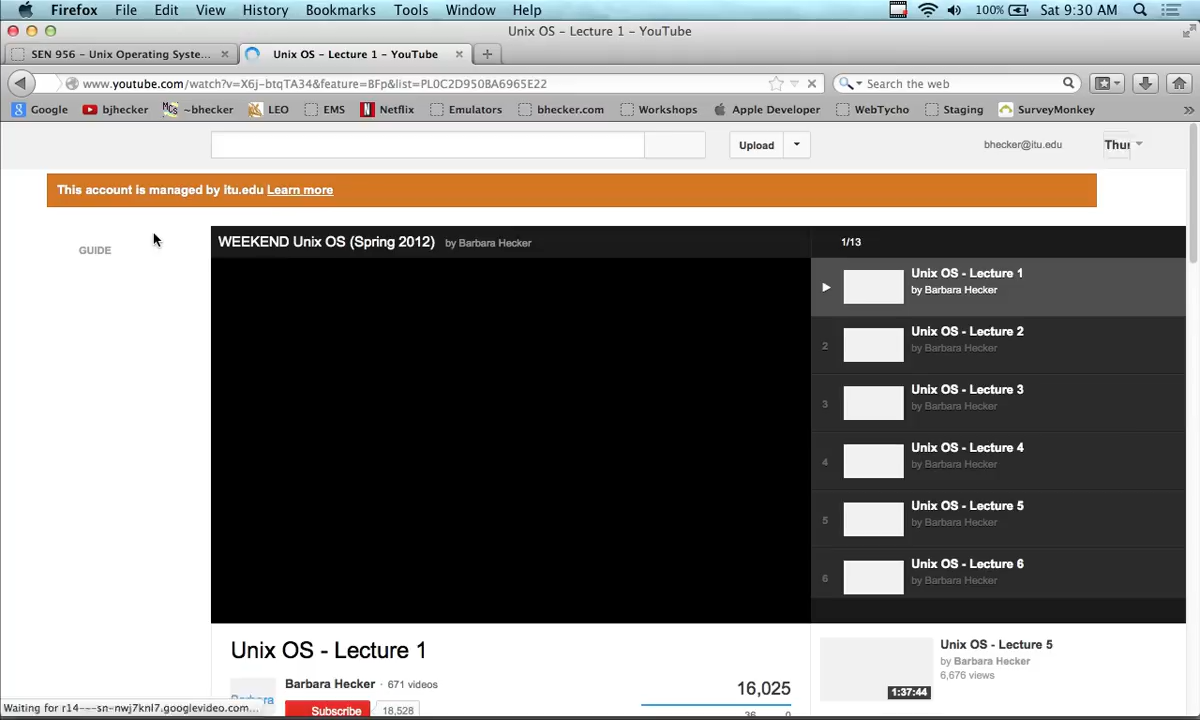 Firefox File Edit View History Bookmarks Tools Window Help 100% Sat 9:30 AM
Unix OS - Lecture 1 - YouTube
SEN 956 - Unix Operating Syste... Unix OS - Lecture 1 - YouTube
www.youtube.com/watch?v=X6j-btqTA34&feature=BFp&list=PL0C2D950BA6965E22 Search the web
Google bjhecker ~bhecker LEO EMS Netflix Emulators bhecker.com Workshops Apple Developer WebTycho Staging SurveyMonkey
Upload bhecker@itu.edu Thu
This account is managed by itu.edu Learn more
GUIDE
WEEKEND Unix OS (Spring 2012) by Barbara Hecker 1/13
Unix OS - Lecture 1
by Barbara Hecker
2 Unix OS - Lecture 2
by Barbara Hecker
3 Unix OS - Lecture 3
by Barbara Hecker
4 Unix OS - Lecture 4
by Barbara Hecker
5 Unix OS - Lecture 5
by Barbara Hecker
6 Unix OS - Lecture 6
by Barbara Hecker
Unix OS - Lecture 1
Barbara Hecker · 671 videos
Barbara
Subscribe 18,528
16,025
36 0
Unix OS - Lecture 5
by Barbara Hecker
6,676 views
1:37:44
Waiting for r14---sn-nwj7knl7.googlevideo.com...